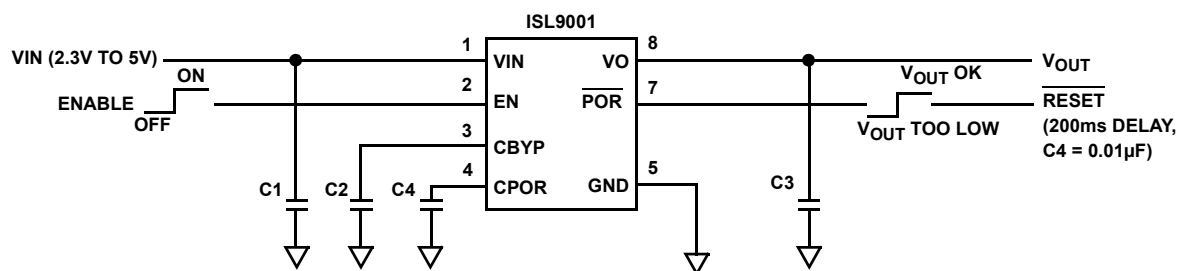 ISL9001
VIN (2.3V TO 5V)
1
VIN
VO
8
VOUT
ON
ENABLE
OFF
2
EN
POR
7
VOUT OK
VOUT TOO LOW
RESET
(200ms DELAY,
C4 = 0.01µF)
3
CBYP
4
CPOR
GND
5
C1
C2
C4
C3